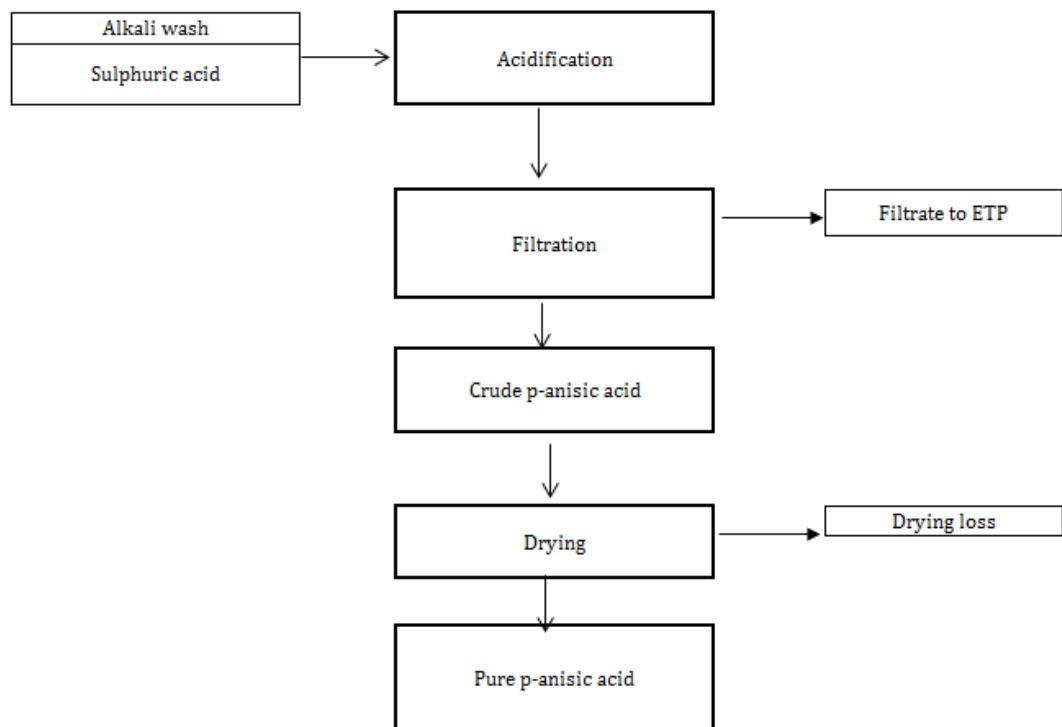 Alkali wash
Sulphuric acid
Acidification
Filtration
Filtrate to ETP
Crude p-anisic acid
Drying
Drying loss
Pure p-anisic acid